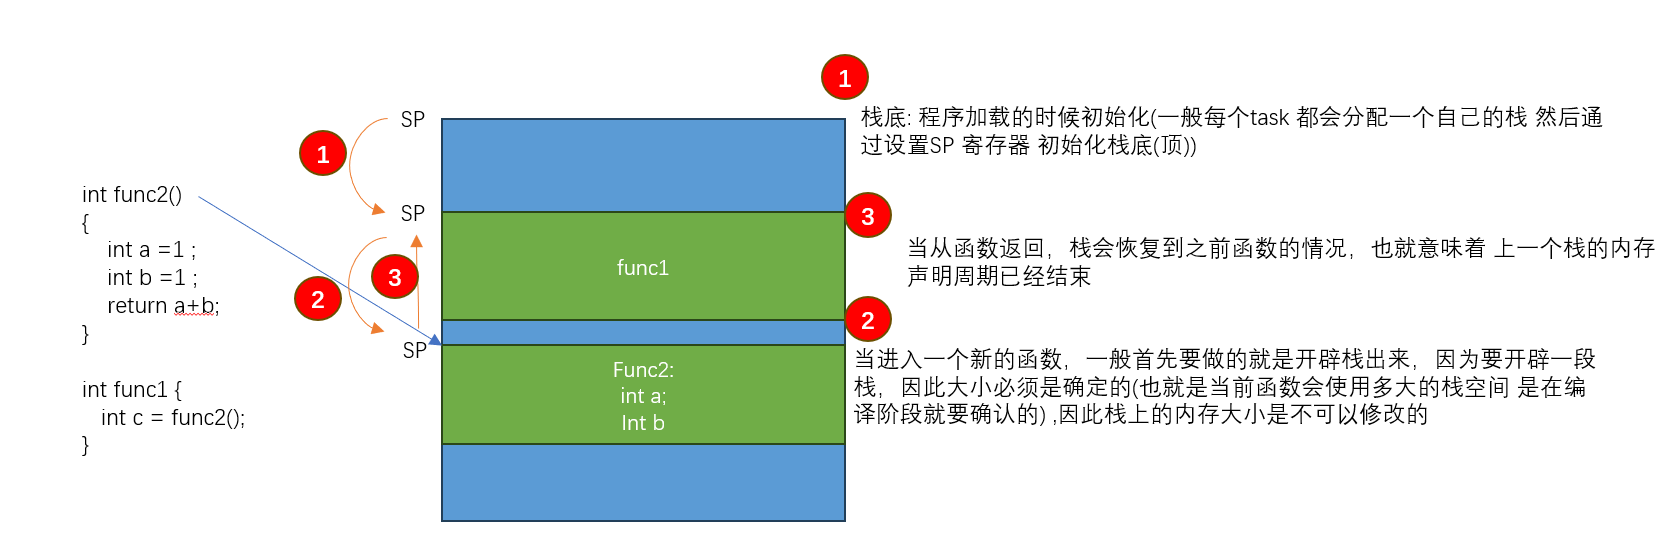 int func2()
{
int a =1 ;
int b =1 ;
return a+b;
}
int func1 {
int c = func2();
}
SP
SP
SP
1
2
3
func1
Func2:
int a;
Int b
1
栈底: 程序加载的时候初始化(一般每个task 都会分配一个自己的栈 然后通
过设置SP 寄存器 初始化栈底(顶))
3
当从函数返回，栈会恢复到之前函数的情况，也就意味着 上一个栈的内存
声明周期已经结束
2
当进入一个新的函数，一般首先要做的就是开辟栈出来，因为要开辟一段
栈，因此大小必须是确定的(也就是当前函数会使用多大的栈空间 是在编
译阶段就要确认的) ,因此栈上的内存大小是不可以修改的